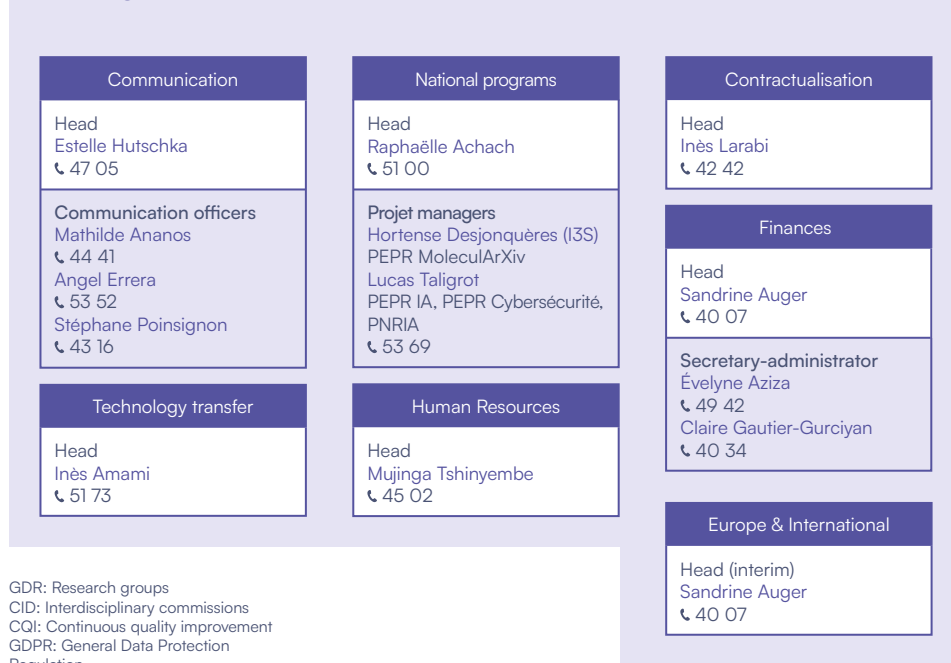 Communication
Head
Estelle Hutschka
47 05
Communication officers
Mathilde Ananos
44 41
Angel Errera
53 52
Stéphane Poinsignon
43 16
Technology transfer
Head
Inès Amami
51 73
National programs
Head
Raphaëlle Achach
51 00
Projet managers
Hortense Desjonquères (I3S)
PEPR MoleculArXiv
Lucas Taligrot
PEPR IA, PEPR Cybersécurité,
PNRIA
53 69
Human Resources
Head
Mujinga Tshinyembe
45 02
Contractualisation
Head
Inès Larabi
42 42
Finances
Head
Sandrine Auger
40 07
Secretary-administrator
Évelyne Aziza
49 42
Claire Gautier-Gurciyan
40 34
Europe & International
Head (interim)
Sandrine Auger
40 07
GDR: Research groups
CID: Interdisciplinary commissions
CQI: Continuous quality improvement
GDPR: General Data Protection
Regulation